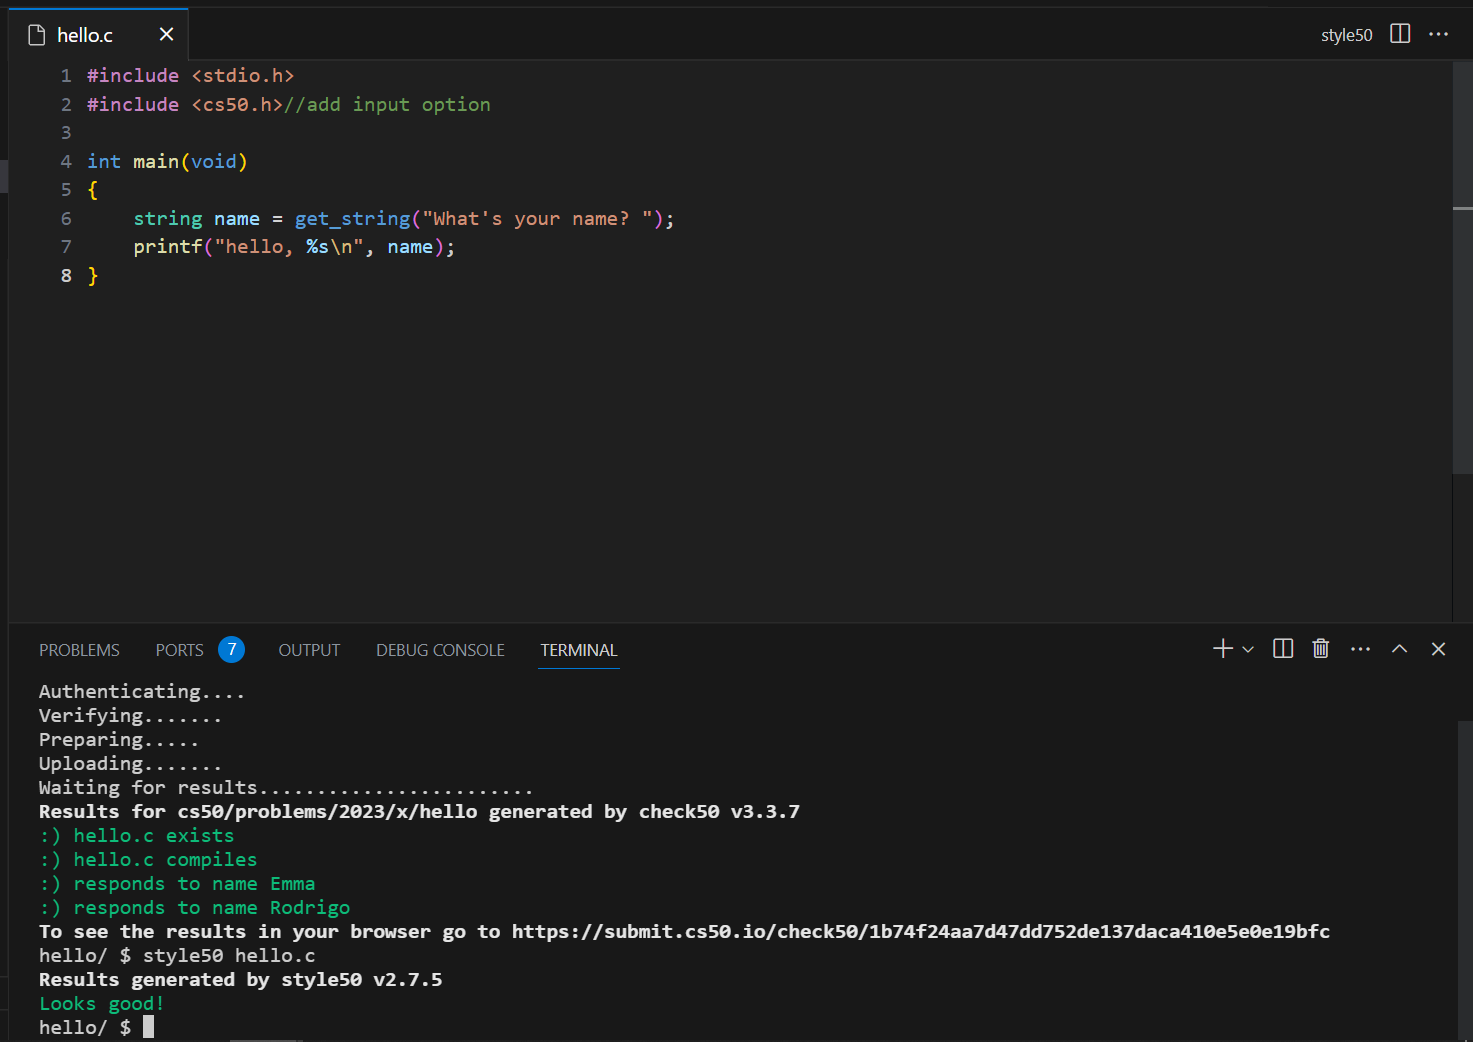 hello.c
style50
1 #include <stdio.h>
2 #include <cs50.h>//add input option
3
4 int main(void)
5 {
6     string name = get_string("What's your name? ");
7     printf("hello, %s\n", name);
8 }
PROBLEMS PORTS 7 OUTPUT DEBUG CONSOLE TERMINAL
Authenticating....
Verifying.......
Preparing.....
Uploading.......
Waiting for results........................
Results for cs50/problems/2023/x/hello generated by check50 v3.3.7
:) hello.c exists
:) hello.c compiles
:) responds to name Emma
:) responds to name Rodrigo
To see the results in your browser go to https://submit.cs50.io/check50/1b74f24aa7d47dd752de137daca410e5e0e19bfc
hello/ $ style50 hello.c
Results generated by style50 v2.7.5
Looks good!
hello/ $